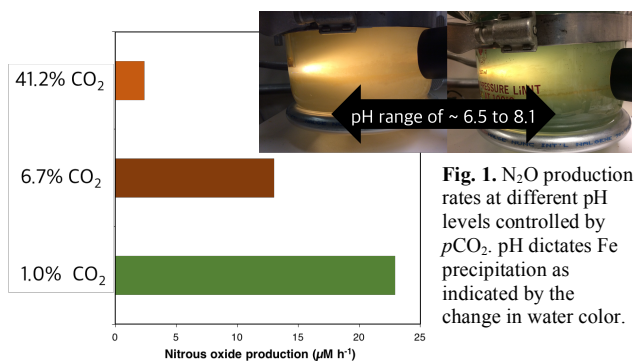 41.2% CO₂
6.7% CO₂
1.0% CO₂
0 5 10 15 20 25
Nitrous oxide production (µM h⁻¹)
PRESSURE LIMIT
pH range of ~ 6.5 to 8.1
Fig. 1. N₂O production
rates at different pH
levels controlled by
pCO₂. pH dictates Fe
precipitation as
indicated by the
change in water color.